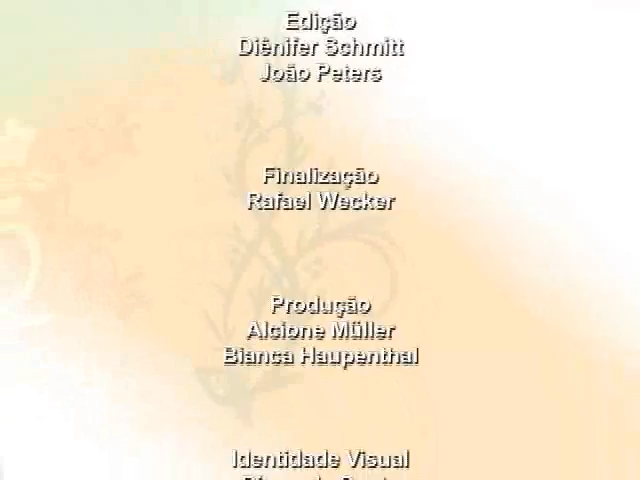 Edição
Diênifer Schmitt
João Peters
Finalização
Rafael Wecker
Produção
Alcione Müller
Bianca Haupenthal
Identidade Visual